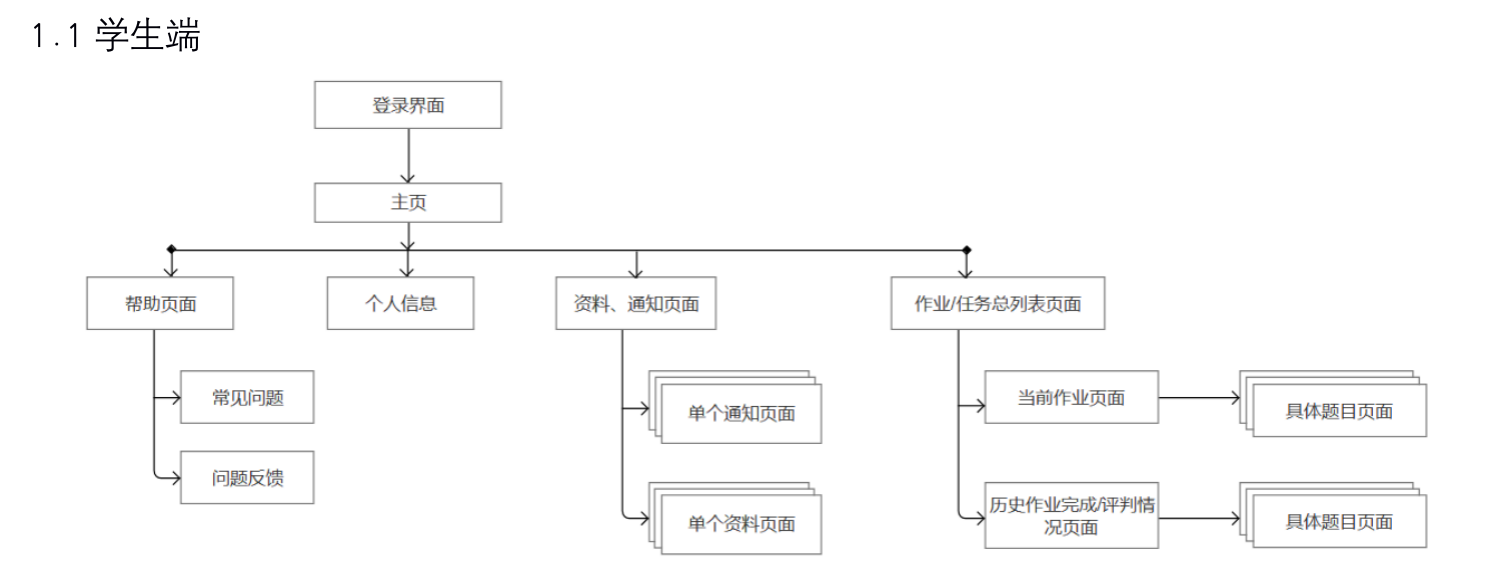 1.1 学生端
登录界面
主页
帮助页面
个人信息
资料、通知页面
作业/任务总列表页面
常见问题
单个通知页面
当前作业页面
具体题目页面
问题反馈
单个资料页面
历史作业完成/评判情
况页面
具体题目页面